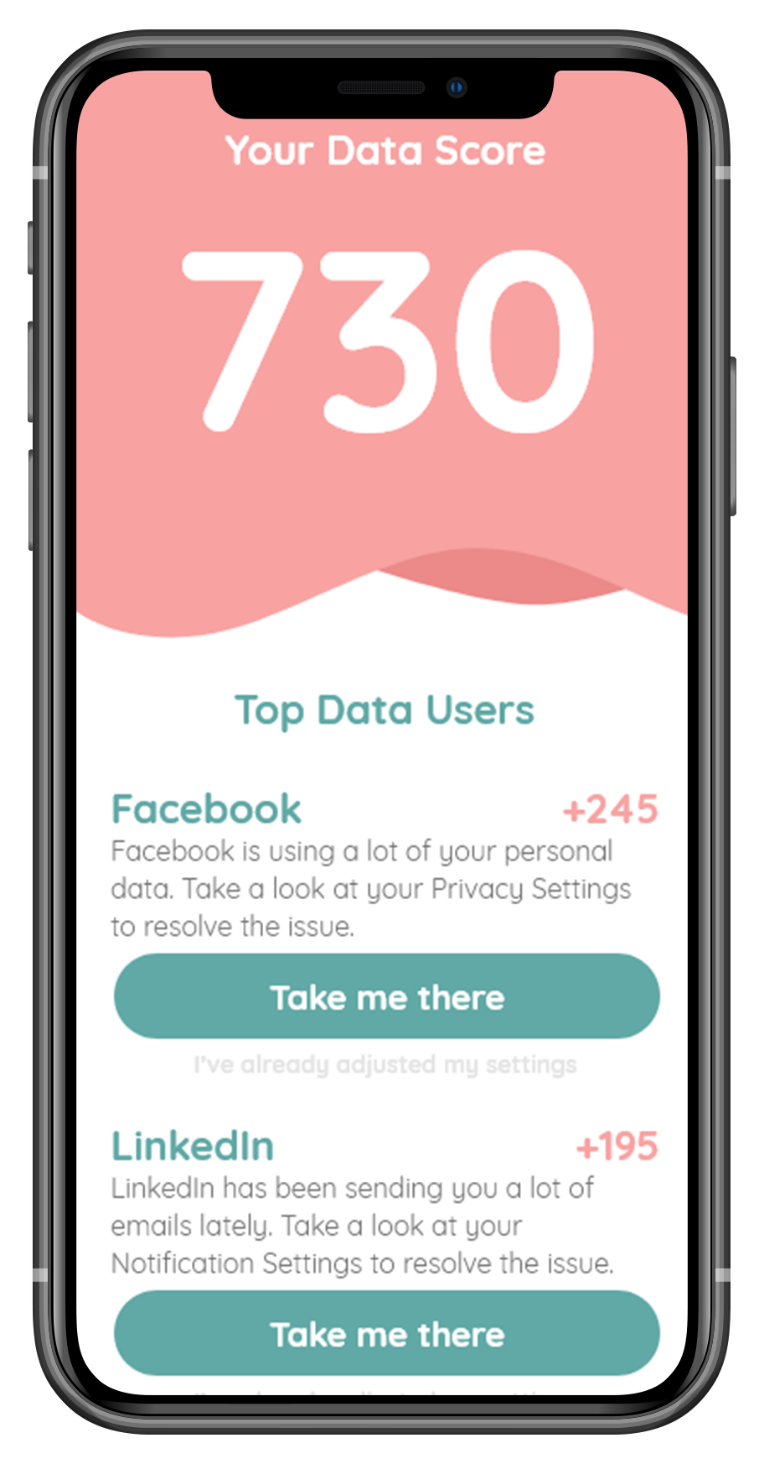 Your Data Score
730
Top Data Users
Facebook +245
Facebook is using a lot of your personal
data. Take a look at your Privacy Settings
to resolve the issue.
Take me there
I've already adjusted my settings
LinkedIn +195
LinkedIn has been sending you a lot of
emails lately. Take a look at your
Notification Settings to resolve the issue.
Take me there